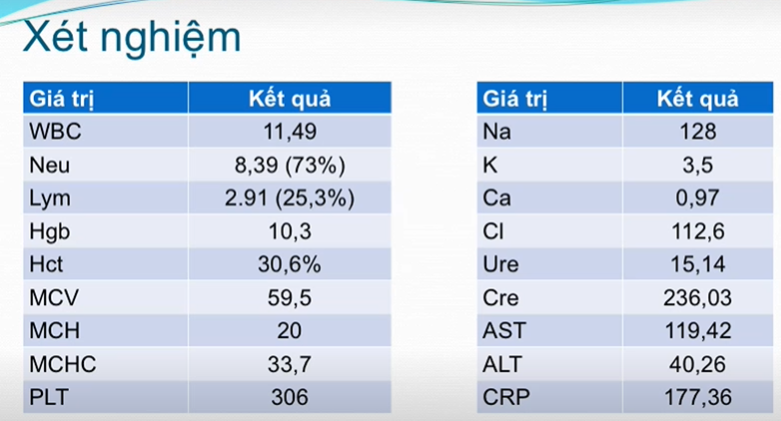 Xét nghiệm
Giá trị Kết quả
WBC 11,49
Neu 8,39 (73%)
Lym 2.91 (25,3%)
Hgb 10,3
Hct 30,6%
MCV 59,5
MCH 20
MCHC 33,7
PLT 306
Giá trị Kết quả
Na 128
K 3,5
Ca 0,97
Cl 112,6
Ure 15,14
Cre 236,03
AST 119,42
ALT 40,26
CRP 177,36